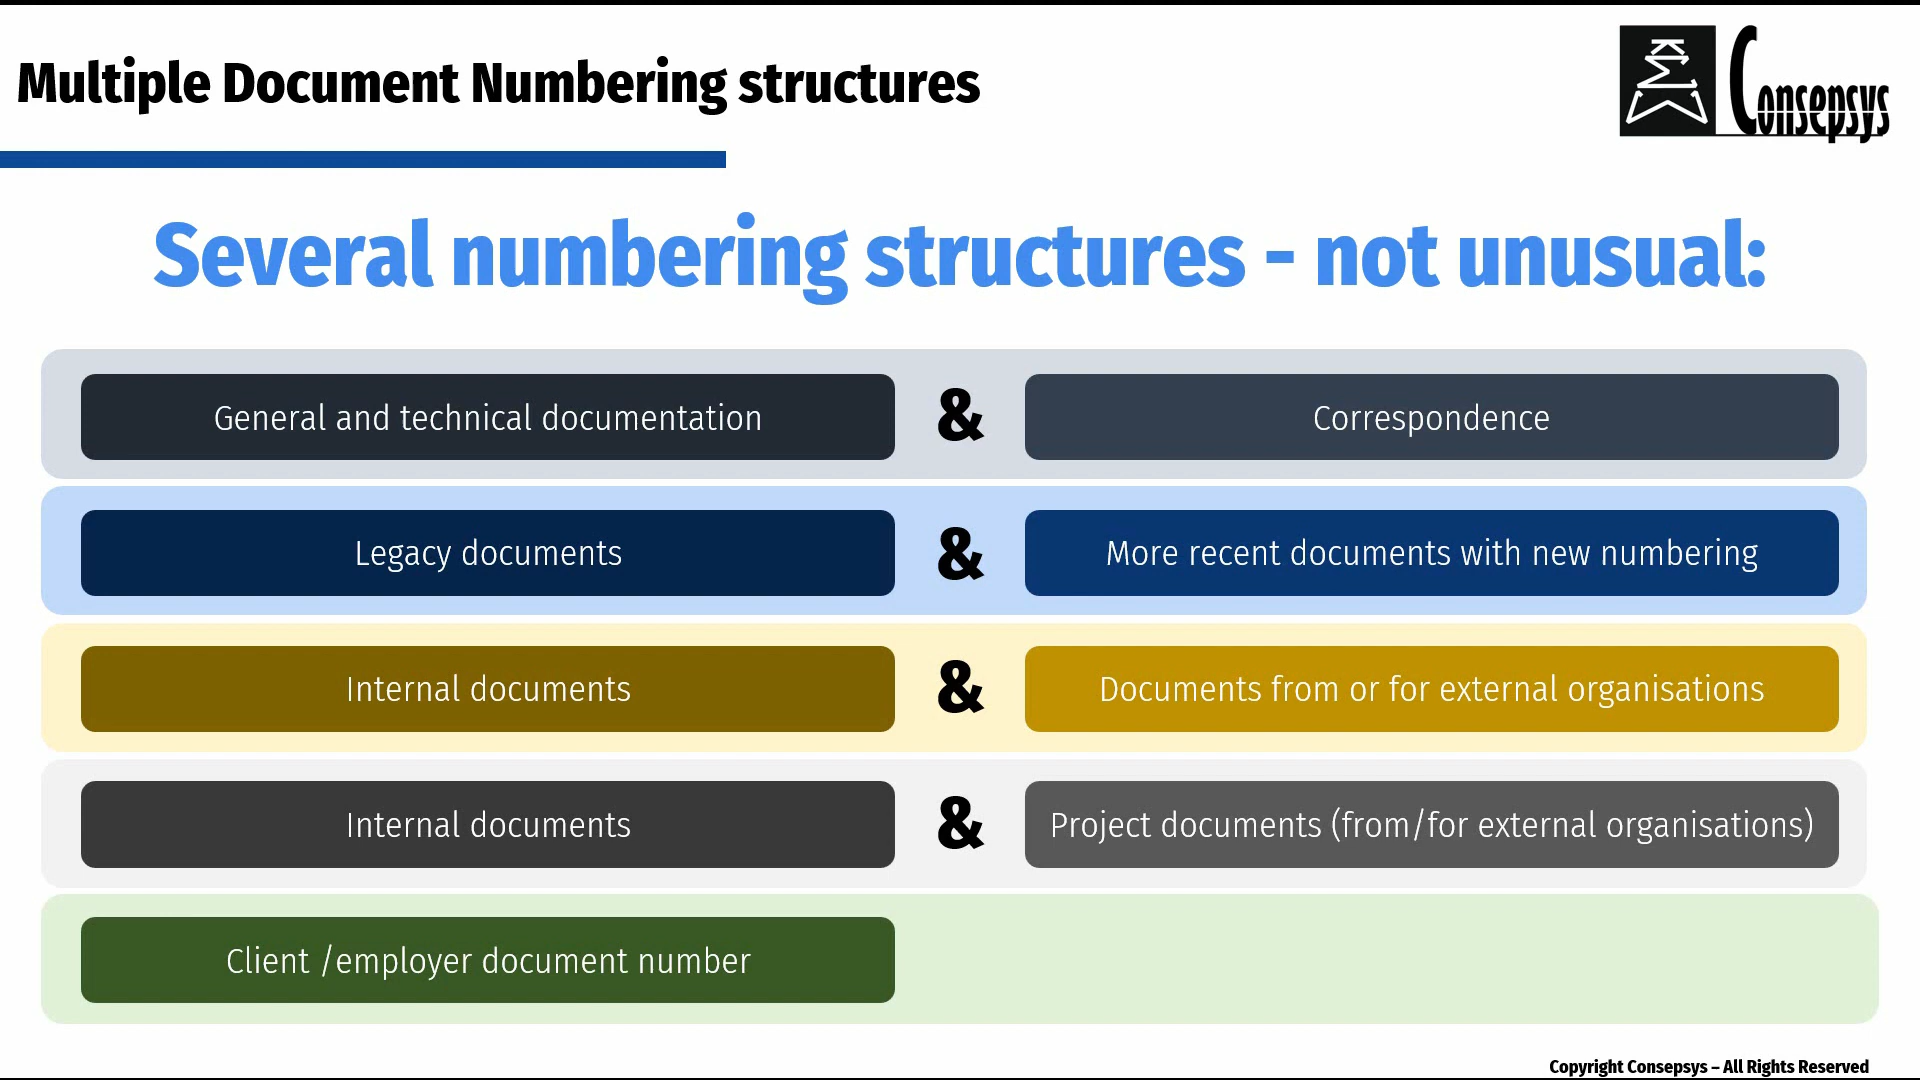 Multiple Document Numbering structures
Consepsys
Several numbering structures - not unusual:
General and technical documentation & Correspondence
Legacy documents & More recent documents with new numbering
Internal documents & Documents from or for external organisations
Internal documents & Project documents (from/for external organisations)
Client /employer document number
Copyright Consepsys – All Rights Reserved